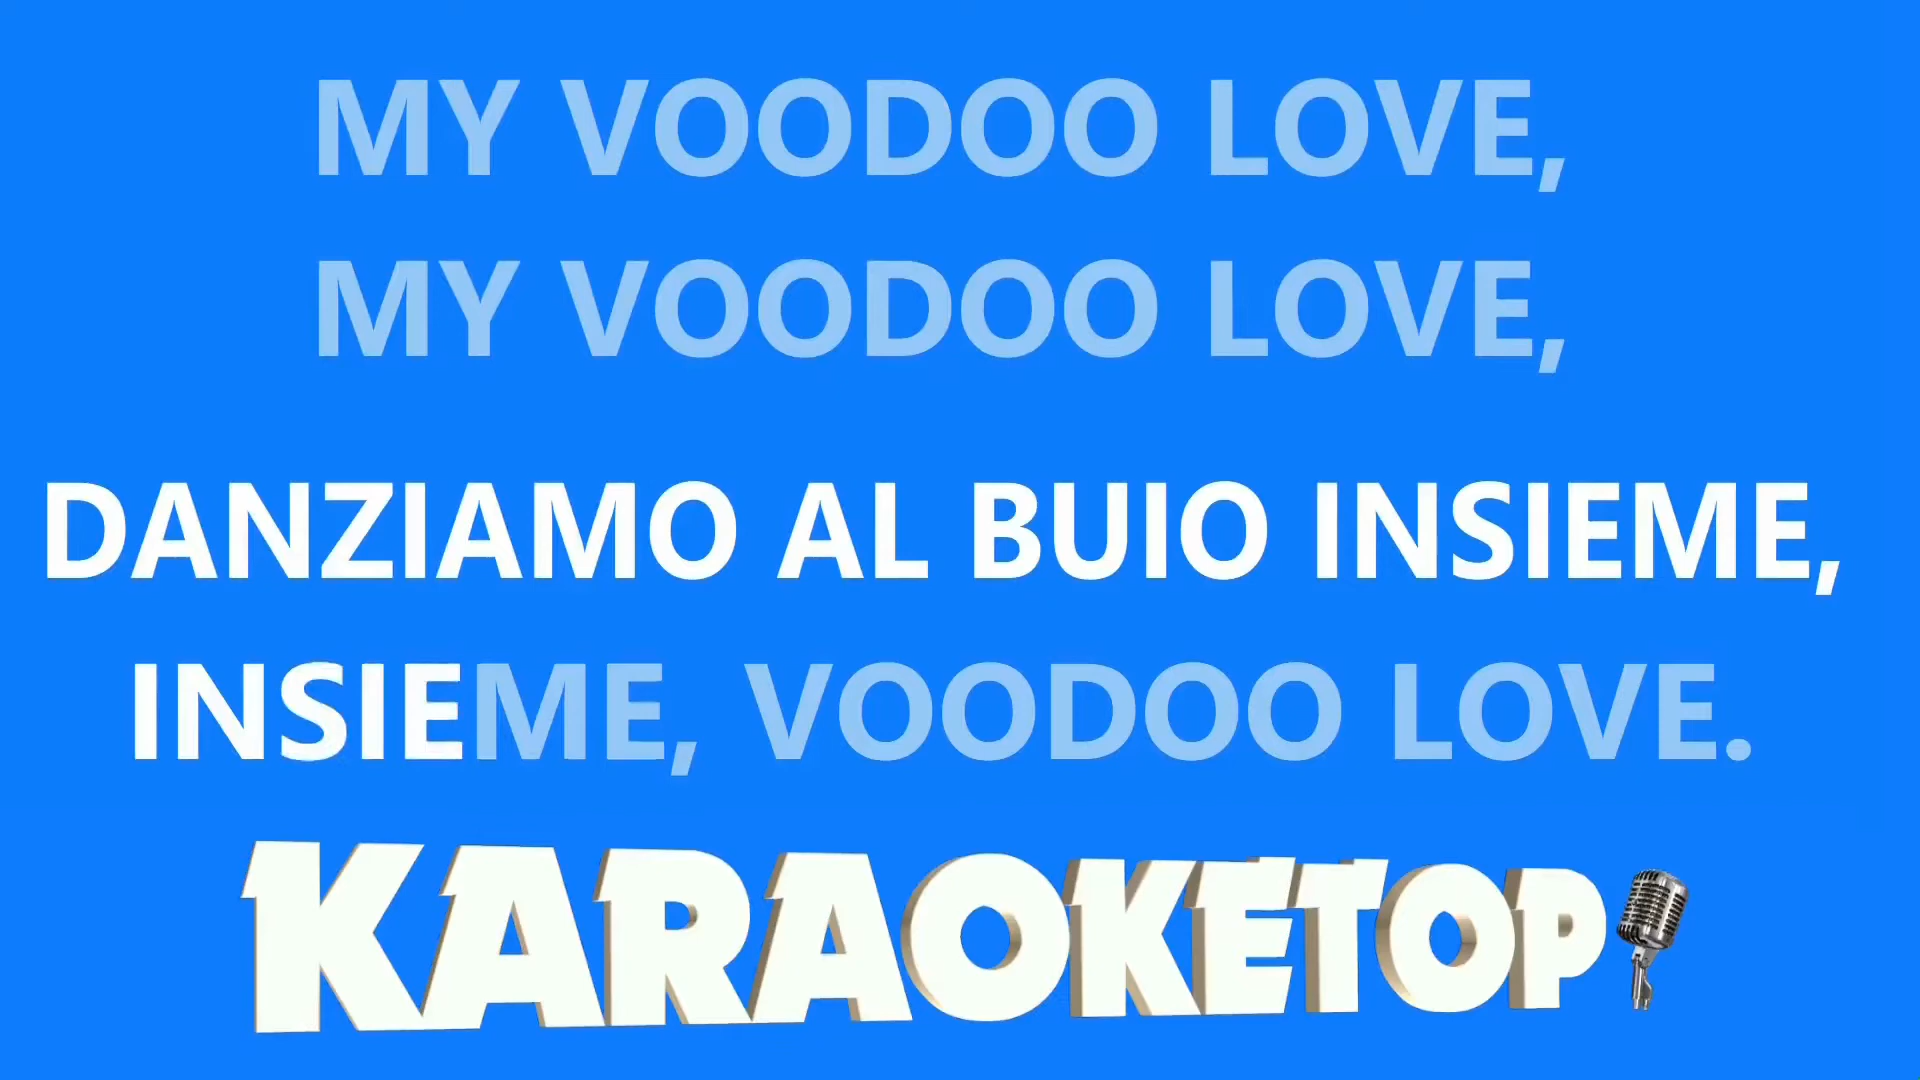 MY VOODOO LOVE,
MY VOODOO LOVE,
DANZIAMO AL BUIO INSIEME,
INSIEME, VOODOO LOVE.
KARAOKETOP